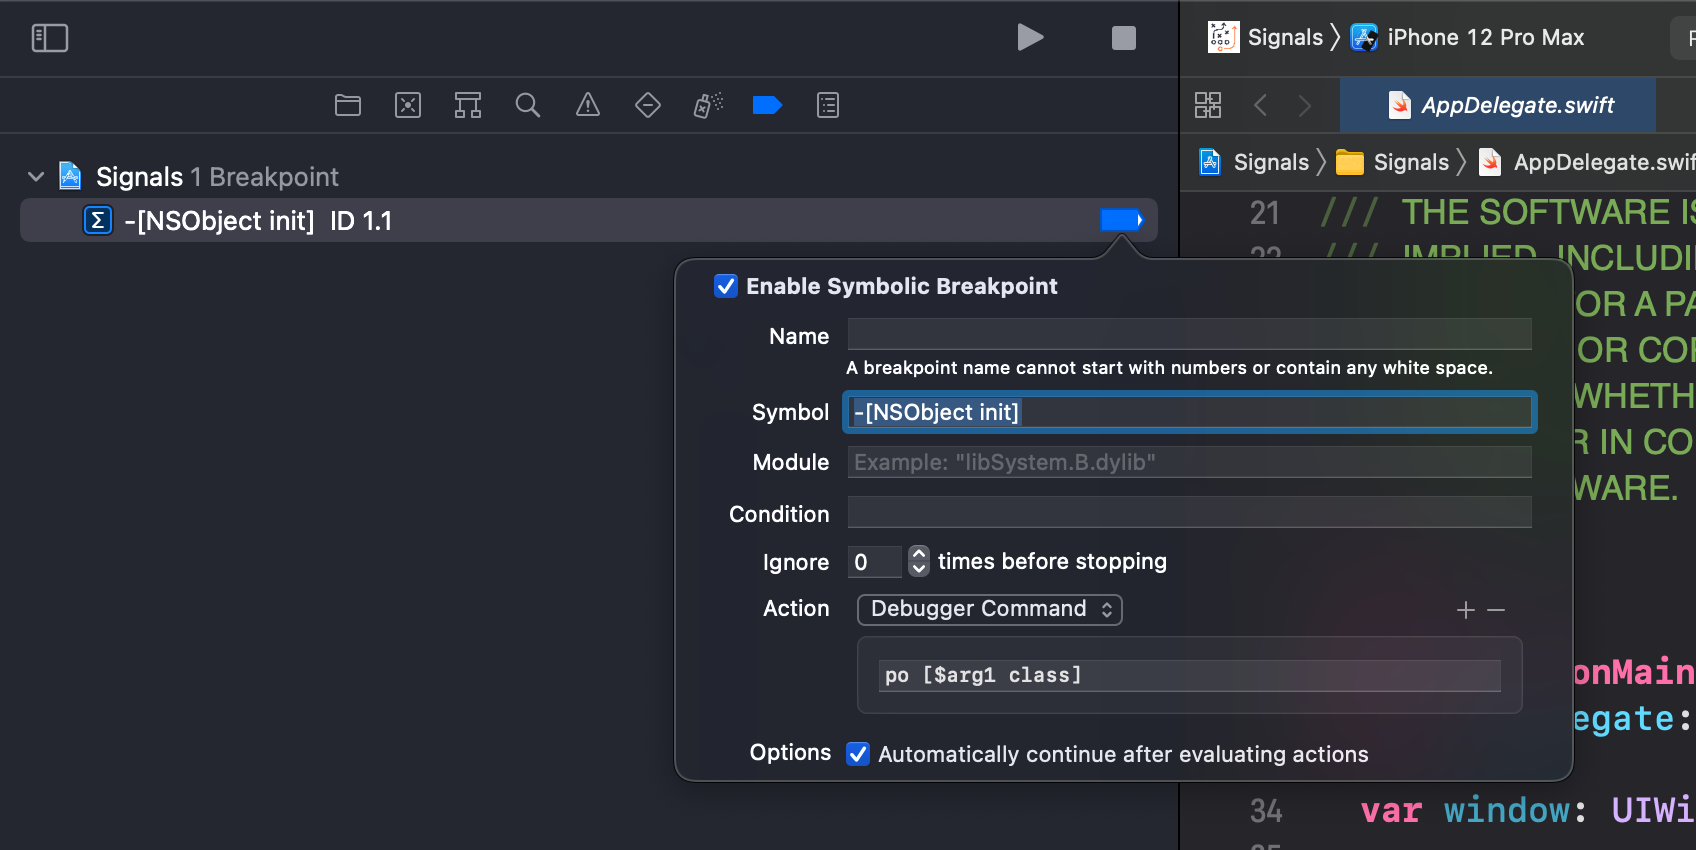 Signals 〉 iPhone 12 Pro Max
AppDelegate.swift
Signals 1 Breakpoint
Signals 〉 Signals 〉 AppDelegate.swif
-[NSObject init] ID 1.1
21 /// THE SOFTWARE IS
22 /// IMPLIED, INCLUDI
Enable Symbolic Breakpoint
OR A PA
Name
OR COP
A breakpoint name cannot start with numbers or contain any white space.
WHETH
Symbol -[NSObject init]
R IN CO
Module Example: "libSystem.B.dylib"
WARE.
Condition
Ignore 0 times before stopping
Action Debugger Command
po [$arg1 class]
onMain
egate:
Options Automatically continue after evaluating actions
34 var window: UIWi